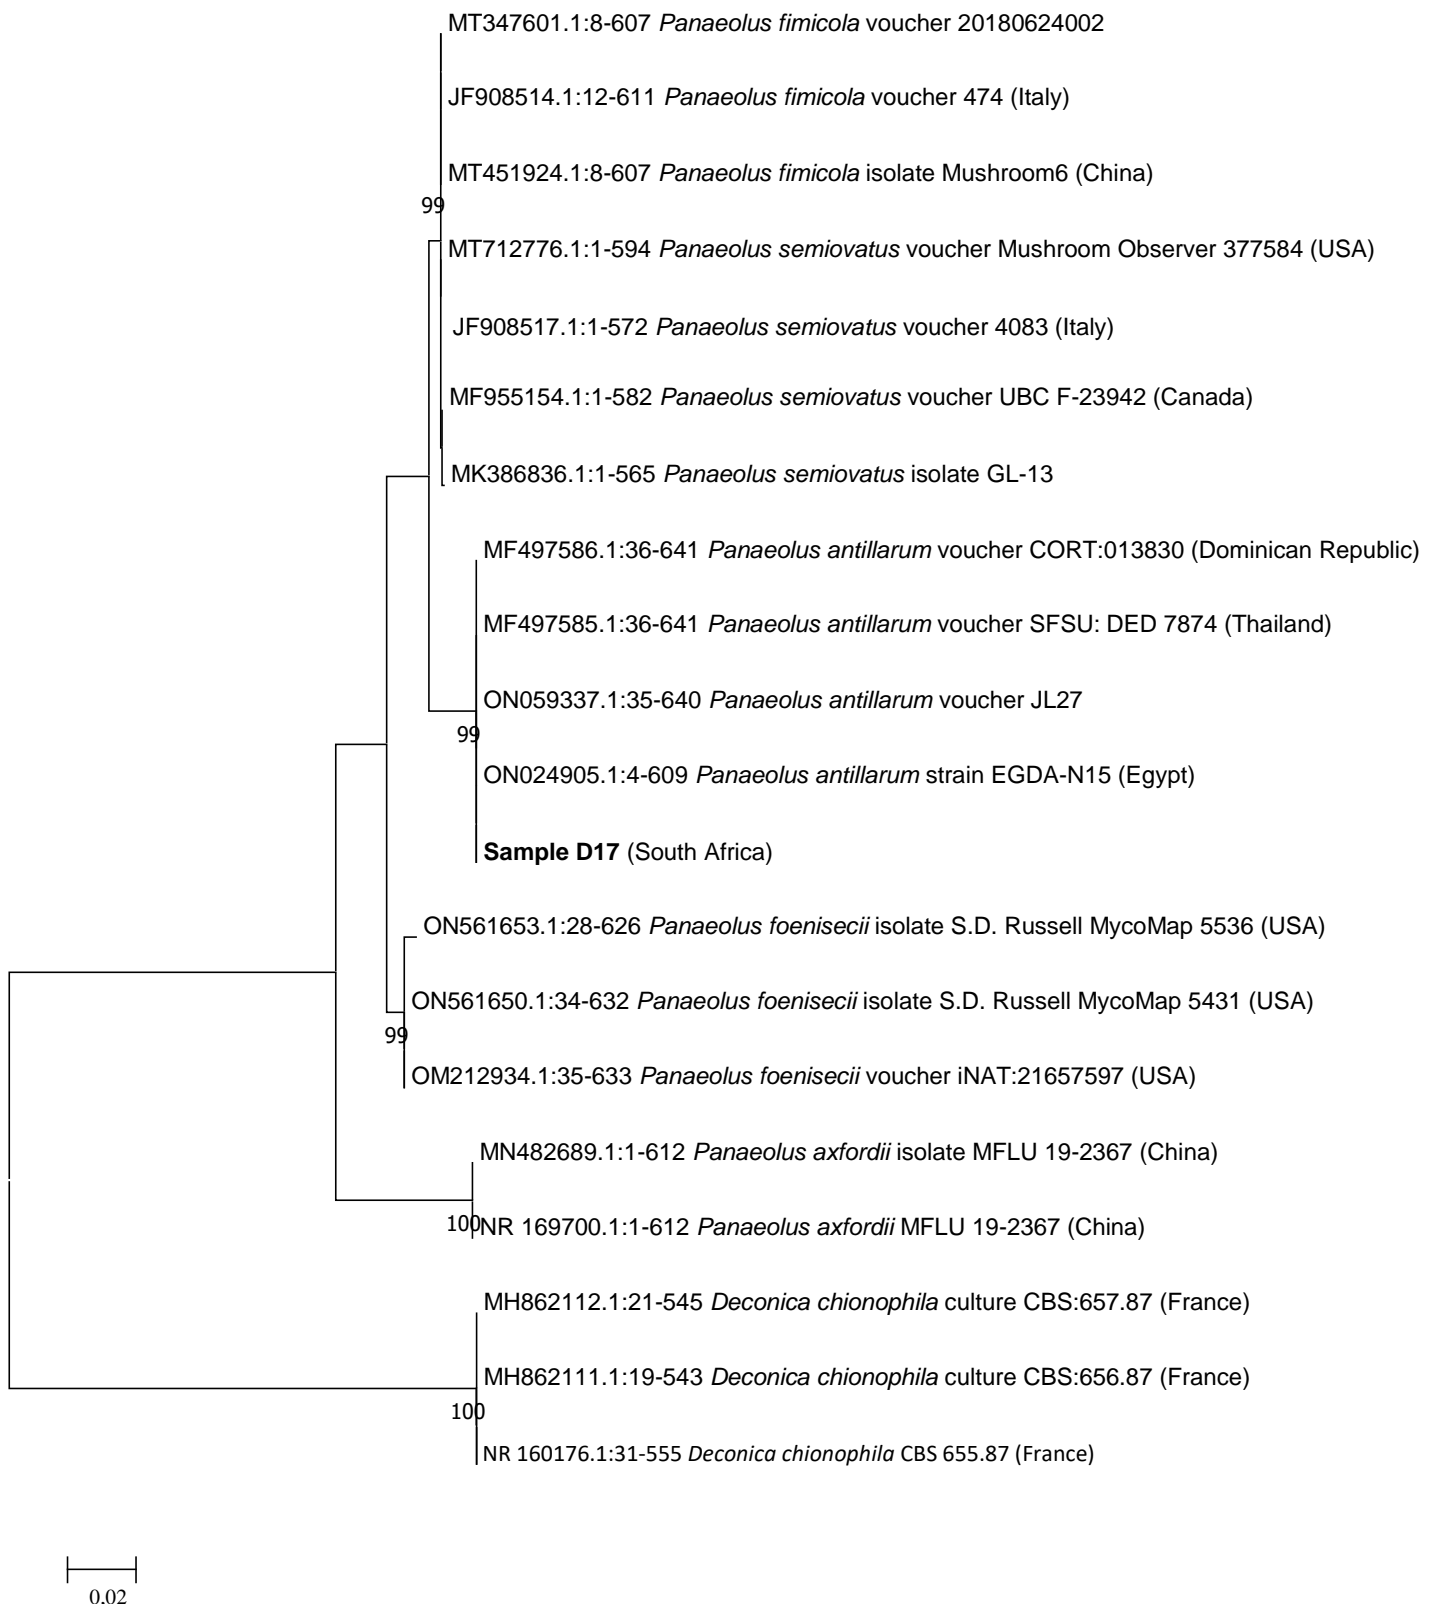 MT347601.1:8-607 Panaeolus fimicola voucher 20180624002
JF908514.1:12-611 Panaeolus fimicola voucher 474 (Italy)
MT451924.1:8-607 Panaeolus fimicola isolate Mushroom6 (China)
99
MT712776.1:1-594 Panaeolus semiovatus voucher Mushroom Observer 377584 (USA)
JF908517.1:1-572 Panaeolus semiovatus voucher 4083 (Italy)
MF955154.1:1-582 Panaeolus semiovatus voucher UBC F-23942 (Canada)
MK386836.1:1-565 Panaeolus semiovatus isolate GL-13
MF497586.1:36-641 Panaeolus antillarum voucher CORT:013830 (Dominican Republic)
MF497585.1:36-641 Panaeolus antillarum voucher SFSU: DED 7874 (Thailand)
ON059337.1:35-640 Panaeolus antillarum voucher JL27
99
ON024905.1:4-609 Panaeolus antillarum strain EGDA-N15 (Egypt)
Sample D17 (South Africa)
ON561653.1:28-626 Panaeolus foenisecii isolate S.D. Russell MycoMap 5536 (USA)
ON561650.1:34-632 Panaeolus foenisecii isolate S.D. Russell MycoMap 5431 (USA)
99
OM212934.1:35-633 Panaeolus foenisecii voucher iNAT:21657597 (USA)
MN482689.1:1-612 Panaeolus axfordii isolate MFLU 19-2367 (China)
100
NR 169700.1:1-612 Panaeolus axfordii MFLU 19-2367 (China)
MH862112.1:21-545 Deconica chionophila culture CBS:657.87 (France)
MH862111.1:19-543 Deconica chionophila culture CBS:656.87 (France)
100
NR 160176.1:31-555 Deconica chionophila CBS 655.87 (France)
0,02